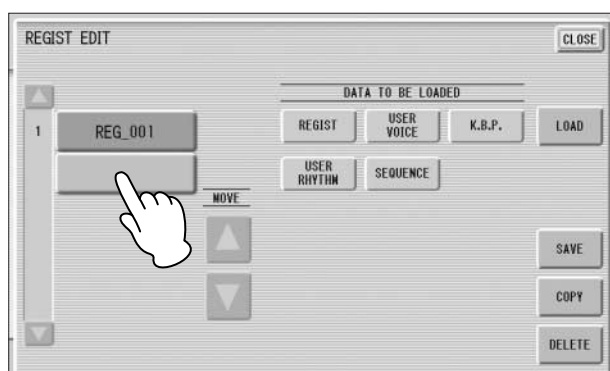 REGIST EDIT
CLOSE
DATA TO BE LOADED
1
REG_001
REGIST
USER
VOICE
K.B.P.
LOAD
USER
RHYTHM
SEQUENCE
MOVE
SAVE
COPY
DELETE